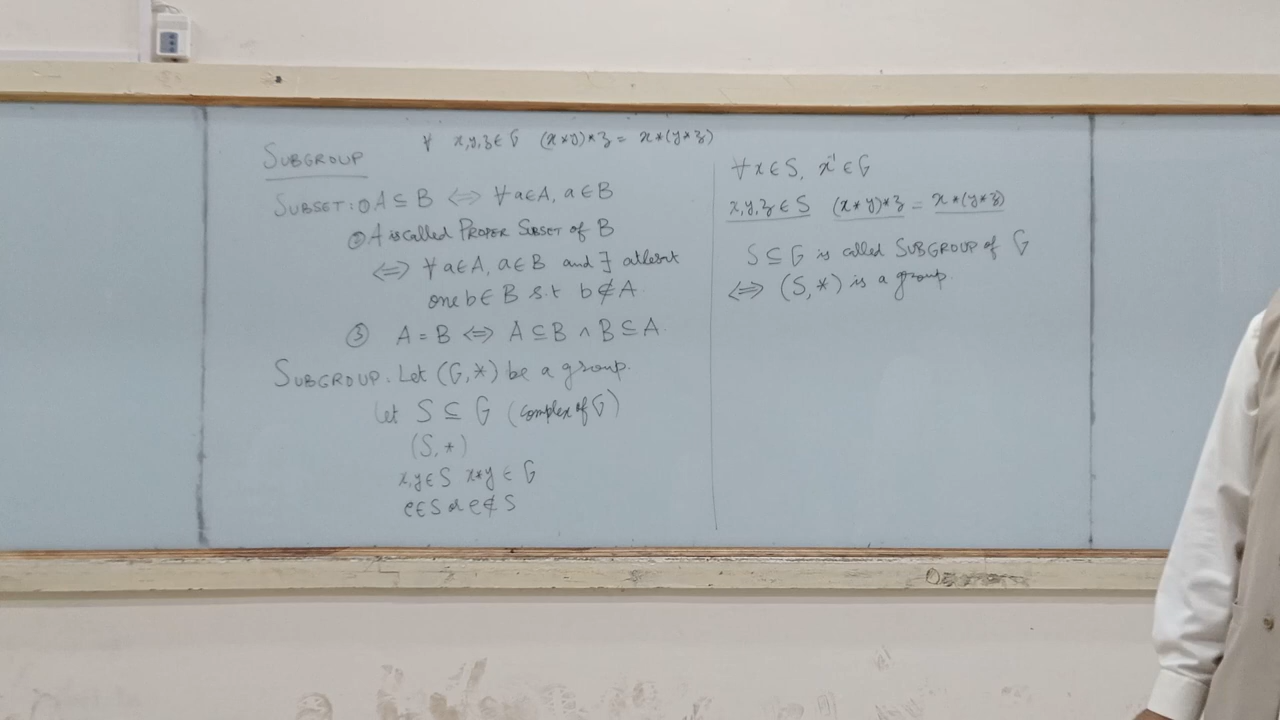 ∀ x,y,z ∈ G (x*y)*z = x*(y*z)
SUBGROUP
SUBSET: ① A ⊆ B ⟺ ∀ a∈A, a∈B
② A is called PROPER SUBSET of B
⟺ ∀ a∈A, a∈B and ∃ atleast
one b∈B s.t b∉A
③ A = B ⟺ A ⊆ B ∧ B ⊆ A.
SUBGROUP. Let (G,*) be a group.
Let S ⊆ G (complex of G)
(S,*)
x,y∈S x*y ∈ G
e∈S or e∉S
∀ x∈S, x⁻¹∈G
x,y,z ∈ S (x*y)*z = x*(y*z)
S ⊆ G is called SUBGROUP of G
⟺ (S,*) is a group.